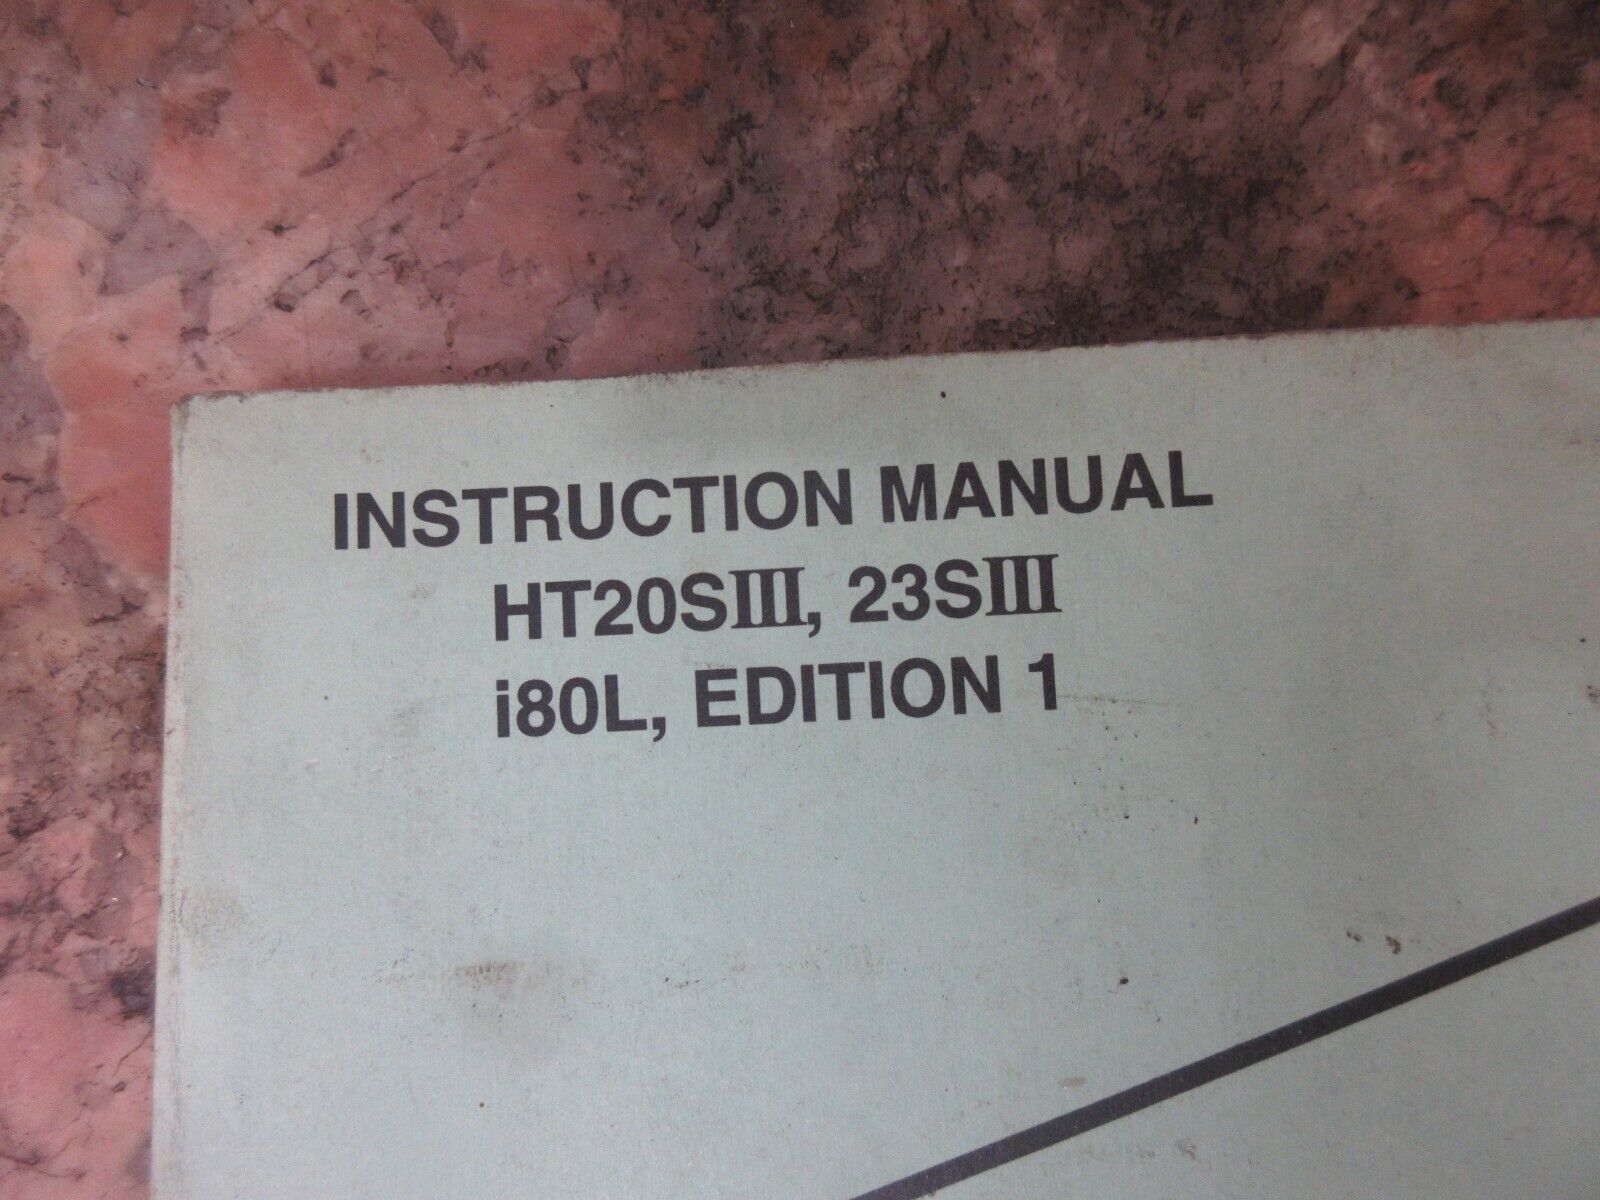 INSTRUCTION MANUAL
HT20SIII, 23SIII
i80L, EDITION 1